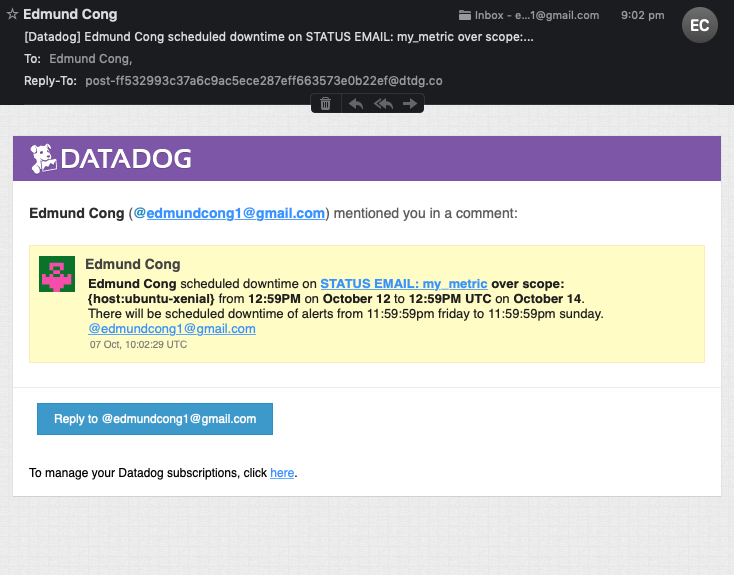 ☆ Edmund Cong
Inbox - e...1@gmail.com 9:02 pm
EC
[Datadog] Edmund Cong scheduled downtime on STATUS EMAIL: my_metric over scope:...
To: Edmund Cong,
Reply-To: post-ff532993c37a6c9ac5ece287eff663573e0b22ef@dtdg.co
DATADOG
Edmund Cong (@edmundcong1@gmail.com) mentioned you in a comment:
Edmund Cong
Edmund Cong scheduled downtime on STATUS EMAIL: my_metric over scope:
{host:ubuntu-xenial} from 12:59PM on October 12 to 12:59PM UTC on October 14.
There will be scheduled downtime of alerts from 11:59:59pm friday to 11:59:59pm sunday.
@edmundcong1@gmail.com
07 Oct, 10:02:29 UTC
Reply to @edmundcong1@gmail.com
To manage your Datadog subscriptions, click here.